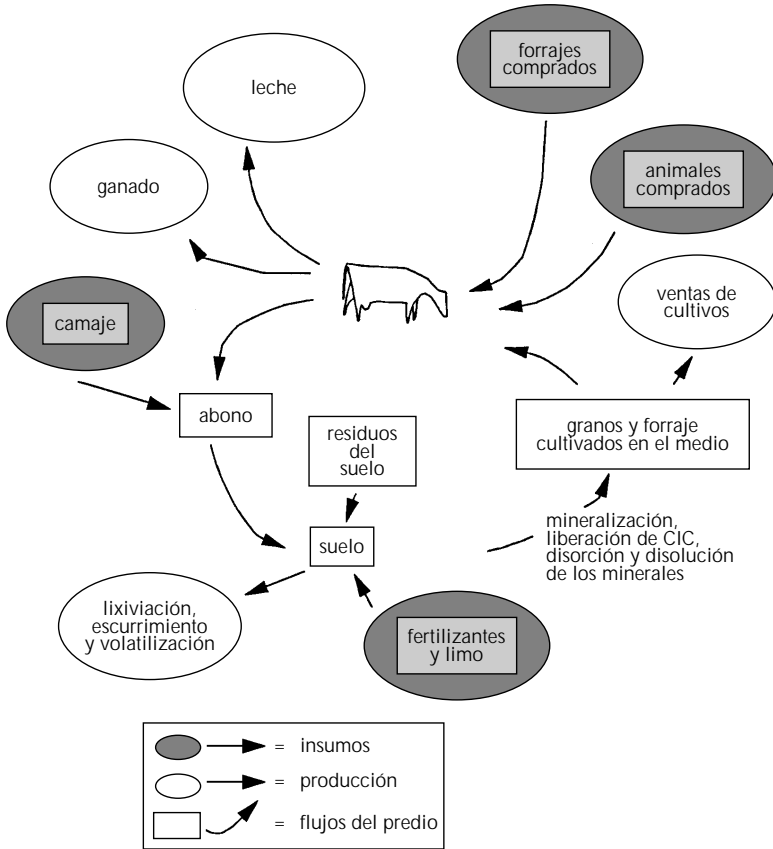 forrajes
comprados
leche
animales
comprados
ganado
ventas de
cultivos
camaje
abono
residuos
del
suelo
granos y forraje
cultivados en el medio
mineralización,
liberación de CIC,
disorción y disolución
de los minerales
suelo
lixiviación,
escurrimiento
y volatilización
fertilizantes
y limo
= insumos
= producción
= flujos del predio